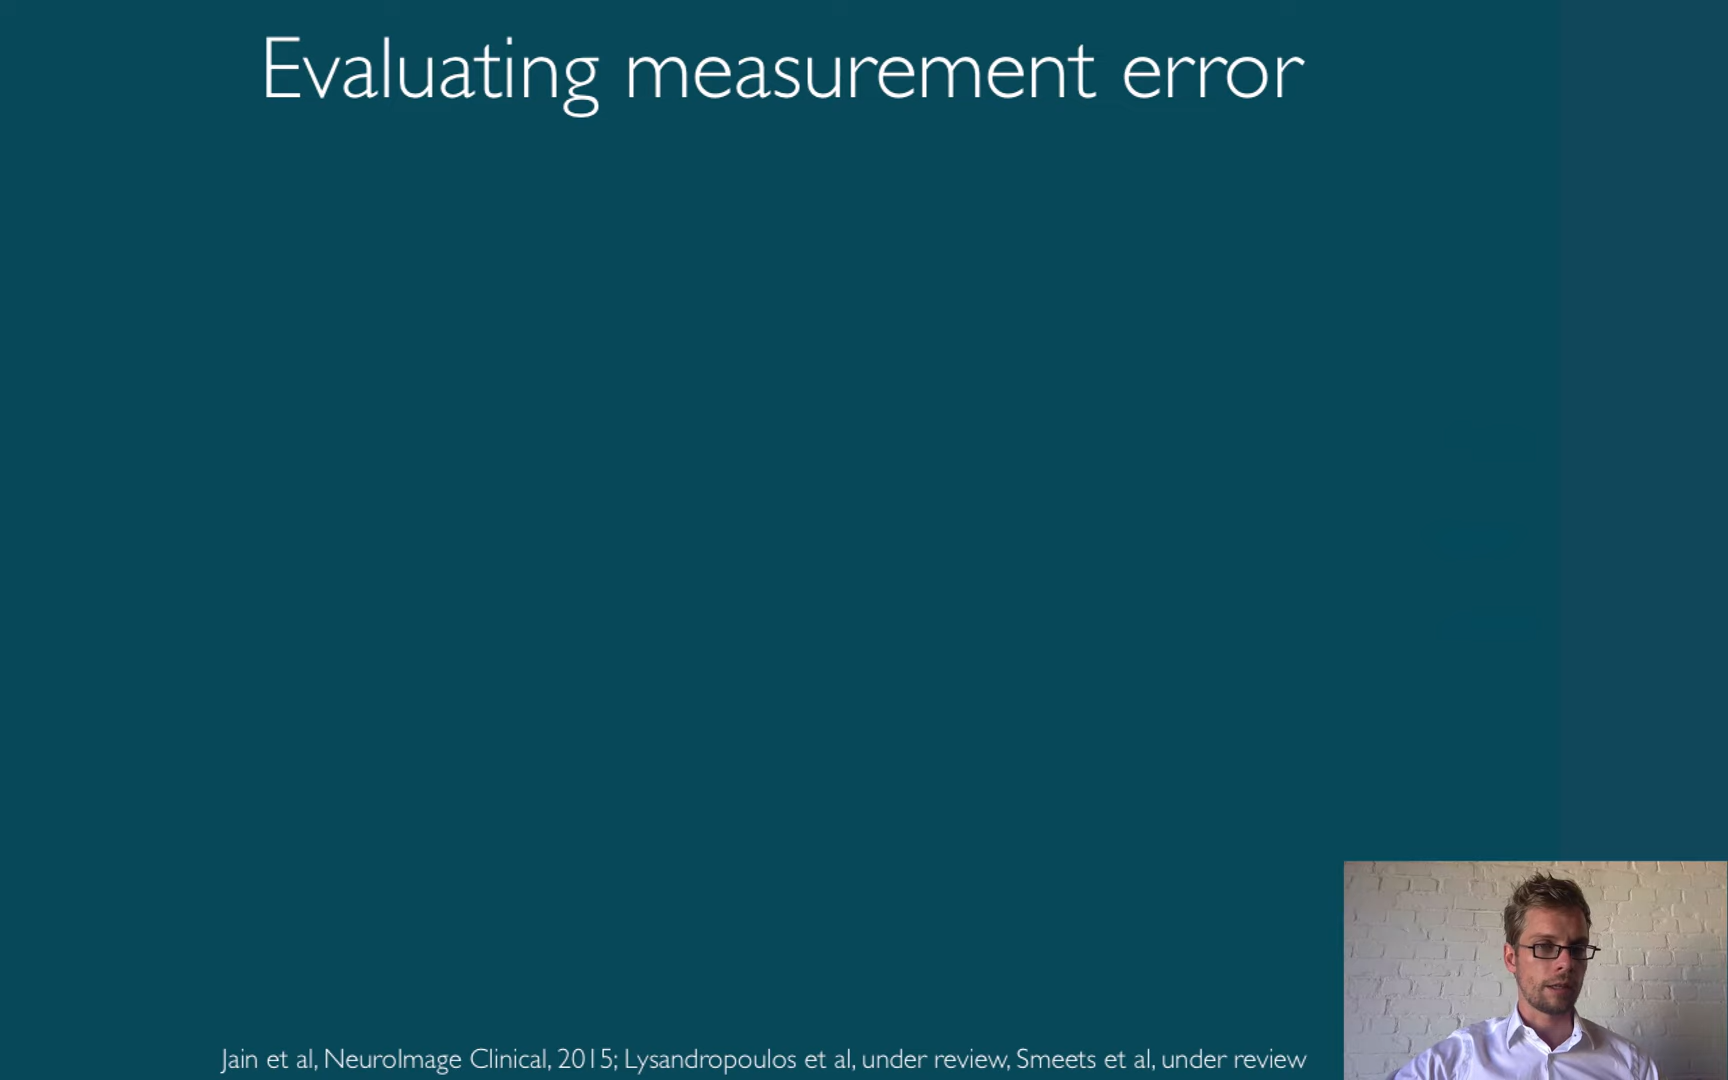 Evaluating measurement error
Jain et al, NeuroImage Clinical, 2015; Lysandropoulos et al, under review, Smeets et al, under review